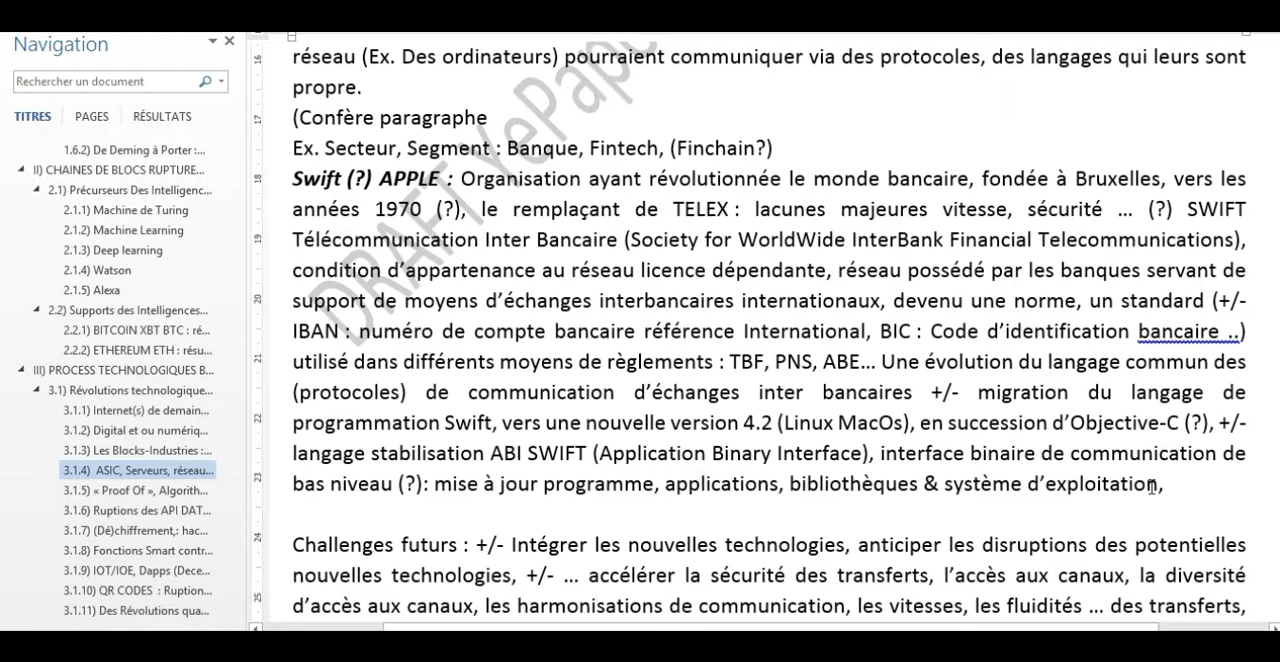 Navigation
Rechercher un document
TITRES PAGES RÉSULTATS
1.6.2) De Deming à Porter :...
II) CHAINES DE BLOCS RUPTURE...
2.1) Précurseurs Des Intelligenc...
2.1.1) Machine de Turing
2.1.2) Machine Learning
2.1.3) Deep learning
2.1.4) Watson
2.1.5) Alexa
2.2) Supports des Intelligences...
2.2.1) BITCOIN XBT BTC : ré...
2.2.2) ETHEREUM ETH : résu...
III) PROCESS TECHNOLOGIQUES B...
3.1) Révolutions technologique...
3.1.1) Internet(s) de demain...
3.1.2) Digital et ou numériq...
3.1.3) Les Blocks-Industries :...
3.1.4) ASIC, Serveurs, réseau...
3.1.5) « Proof Of », Algorith...
3.1.6) Ruptions des API DAT...
3.1.7) (Dé)chiffrement,: hac...
3.1.8) Fonctions Smart contr...
3.1.9) IOT/IOE, Dapps (Dece...
3.1.10) QR CODES : Ruption...
3.1.11) Des Révolutions qua...
16
17
18
19
20
21
22
23
24
25
réseau (Ex. Des ordinateurs) pourraient communiquer via des protocoles, des langages qui leurs sont
propre.
(Confère paragraphe
Ex. Secteur, Segment : Banque, Fintech, (Finchain?)
Swift (?) APPLE : Organisation ayant révolutionnée le monde bancaire, fondée à Bruxelles, vers les
années 1970 (?), le remplaçant de TELEX : lacunes majeures vitesse, sécurité ... (?) SWIFT
Télécommunication Inter Bancaire (Society for WorldWide InterBank Financial Telecommunications),
condition d'appartenance au réseau licence dépendante, réseau possédé par les banques servant de
support de moyens d'échanges interbancaires internationaux, devenu une norme, un standard (+/-
IBAN : numéro de compte bancaire référence International, BIC : Code d'identification bancaire ..)
utilisé dans différents moyens de règlements : TBF, PNS, ABE... Une évolution du langage commun des
(protocoles) de communication d'échanges inter bancaires +/- migration du langage de
programmation Swift, vers une nouvelle version 4.2 (Linux MacOs), en succession d'Objective-C (?), +/-
langage stabilisation ABI SWIFT (Application Binary Interface), interface binaire de communication de
bas niveau (?): mise à jour programme, applications, bibliothèques & système d'exploitation,
Challenges futurs : +/- Intégrer les nouvelles technologies, anticiper les disruptions des potentielles
nouvelles technologies, +/- ... accélérer la sécurité des transferts, l'accès aux canaux, la diversité
d'accès aux canaux, les harmonisations de communication, les vitesses, les fluidités ... des transferts,
DRAFT YePape